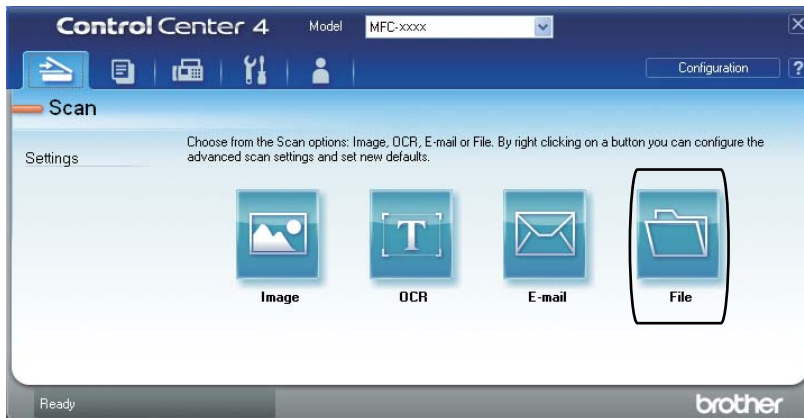 Control Center 4 Model MFC-xxxx
Configuration ?
Scan
Choose from the Scan options: Image, OCR, E-mail or File. By right clicking on a button you can configure the
Settings
advanced scan settings and set new defaults.
T
Image OCR E-mail File
Ready
brother